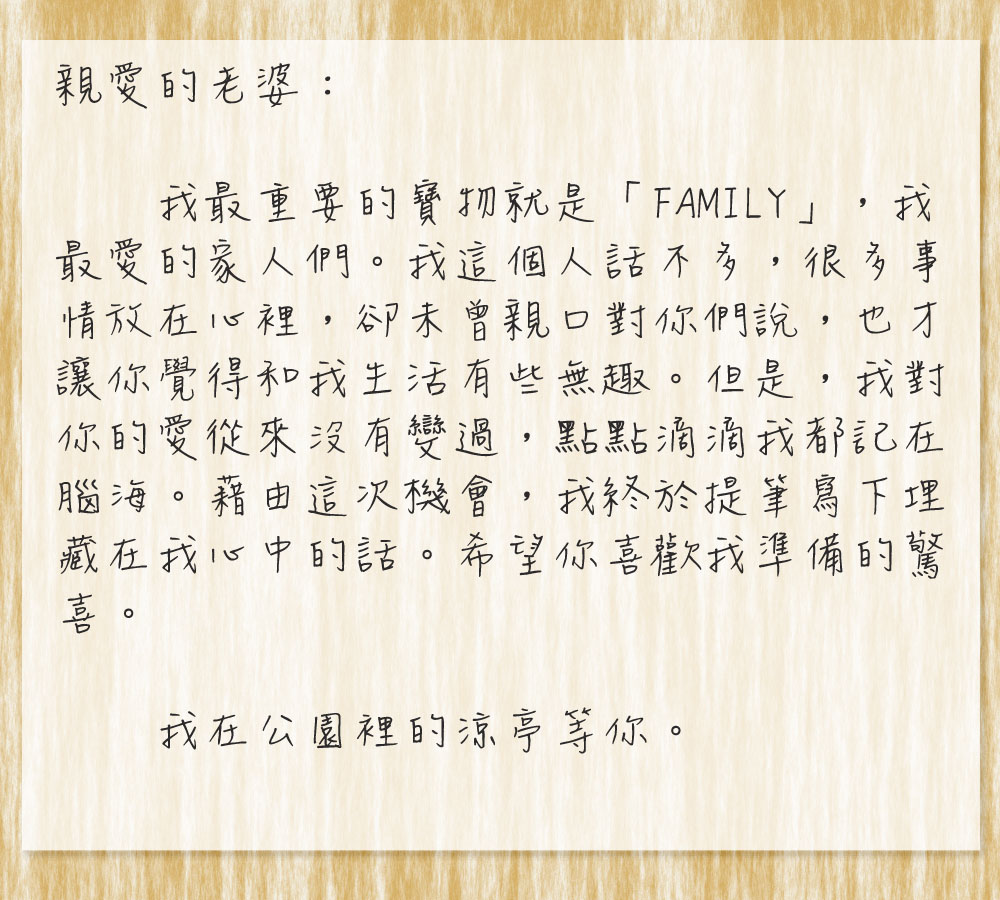 親愛的老婆：
我最重要的寶物就是「FAMILY」，我
最愛的家人們。我這個人話不多，很多事
情放在心裡，卻未曾親口對你們說，也才
讓你覺得和我生活有些無趣。但是，我對
你的愛從來沒有變過，點點滴滴我都記在
腦海。藉由這次機會，我終於提筆寫下埋
藏在我心中的話。希望你喜歡我準備的驚
喜。
我在公園裡的涼亭等你。